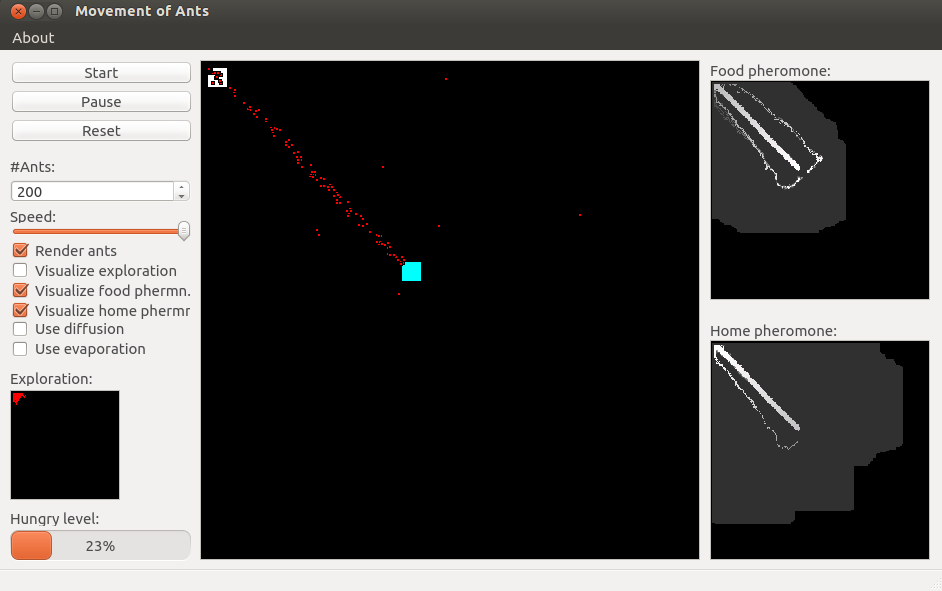 Movement of Ants
About
Start
Pause
Reset
#Ants:
200
Speed:
Render ants
Visualize exploration
Visualize food phermn.
Visualize home phermr
Use diffusion
Use evaporation
Exploration:
Hungry level:
23%
Food pheromone:
Home pheromone: